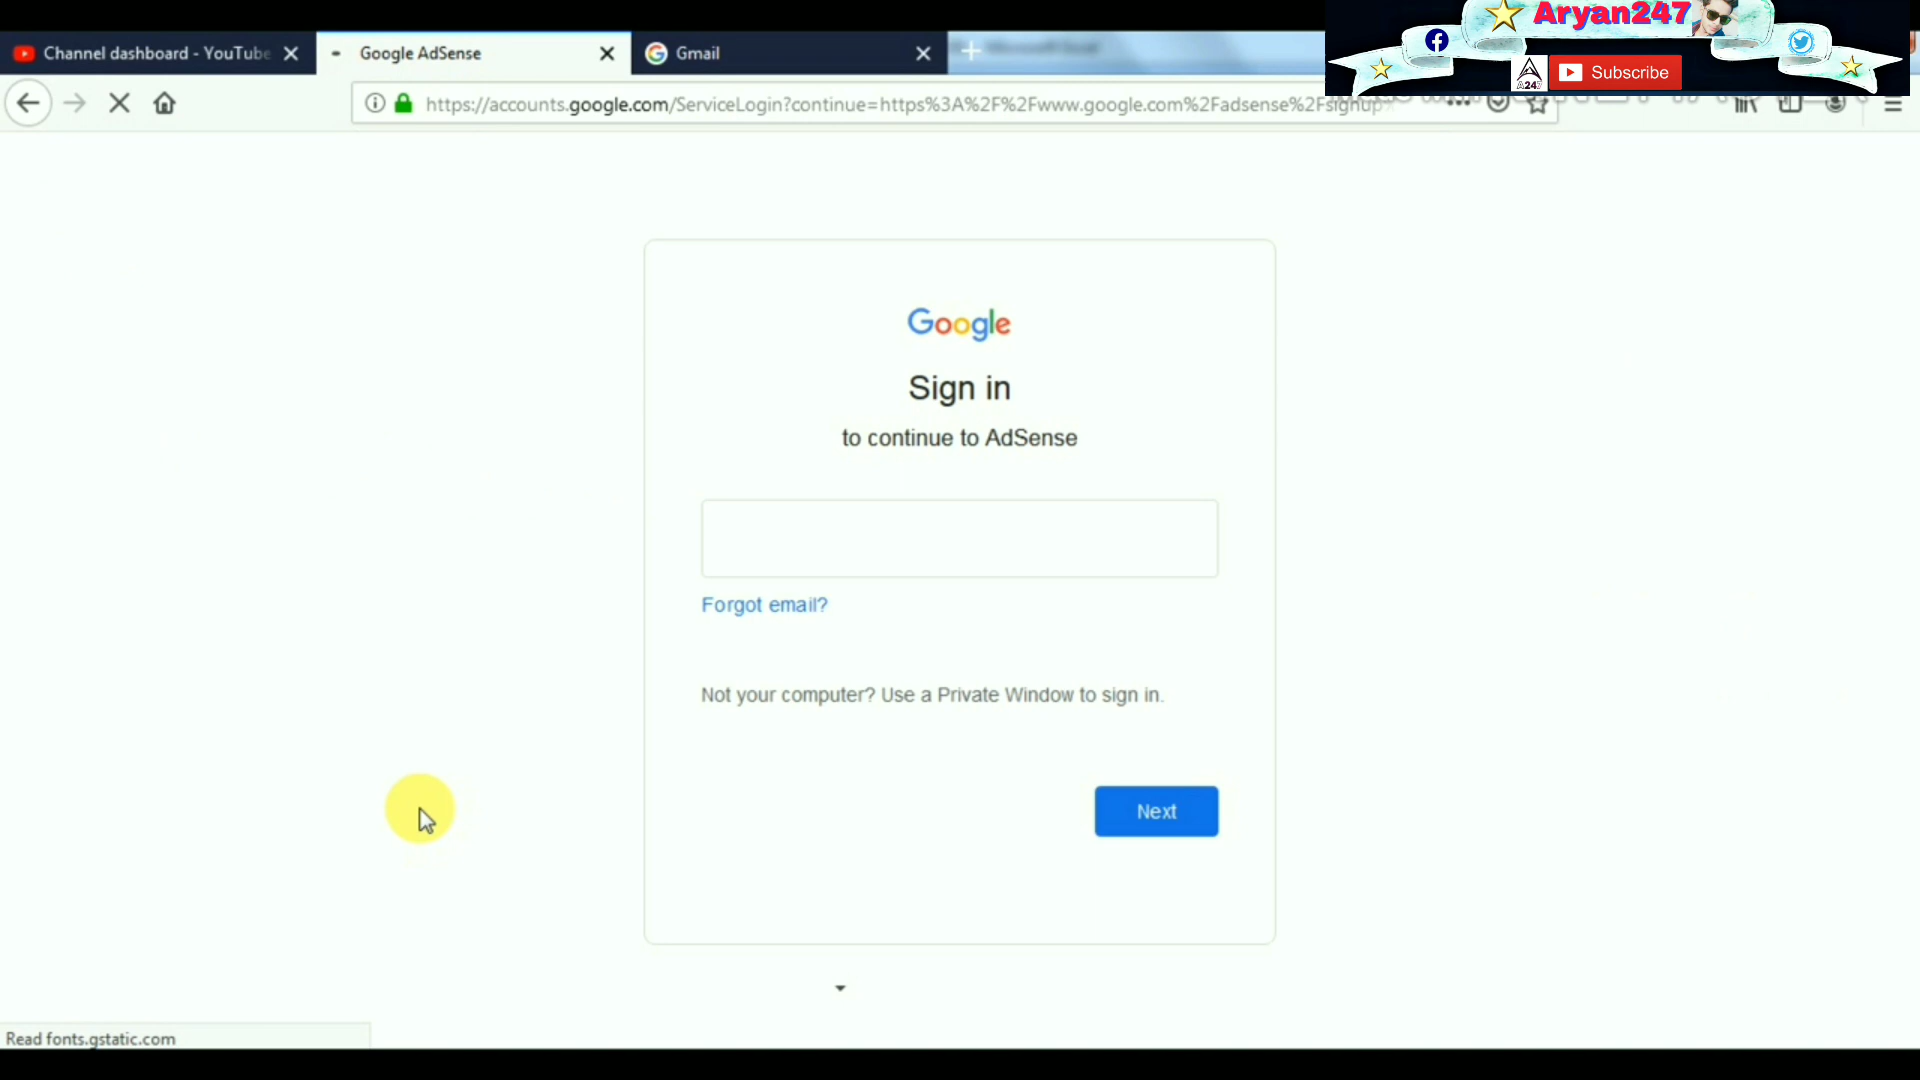 Aryan247
Channel dashboard - YouTube
Google AdSense
Gmail
A247
Subscribe
https://accounts.google.com/ServiceLogin?continue=https%3A%2F%2Fwww.google.com%2Fadsense%2Fsignup
Google
Sign in
to continue to AdSense
Forgot email?
Not your computer? Use a Private Window to sign in.
Next
Read fonts.gstatic.com